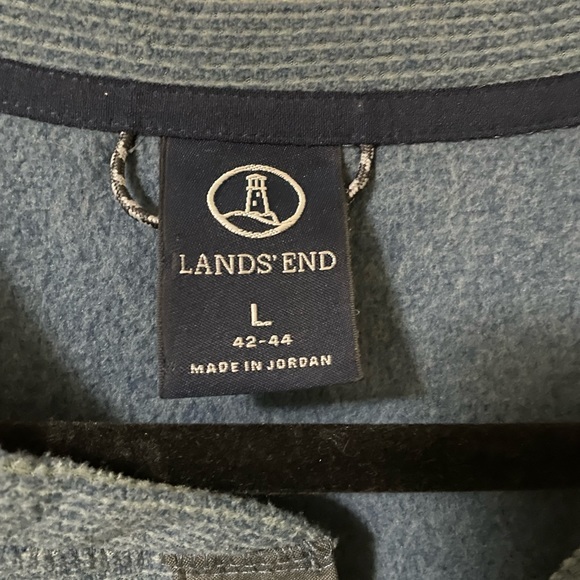 LANDS' END
L
42-44
MADE IN JORDAN